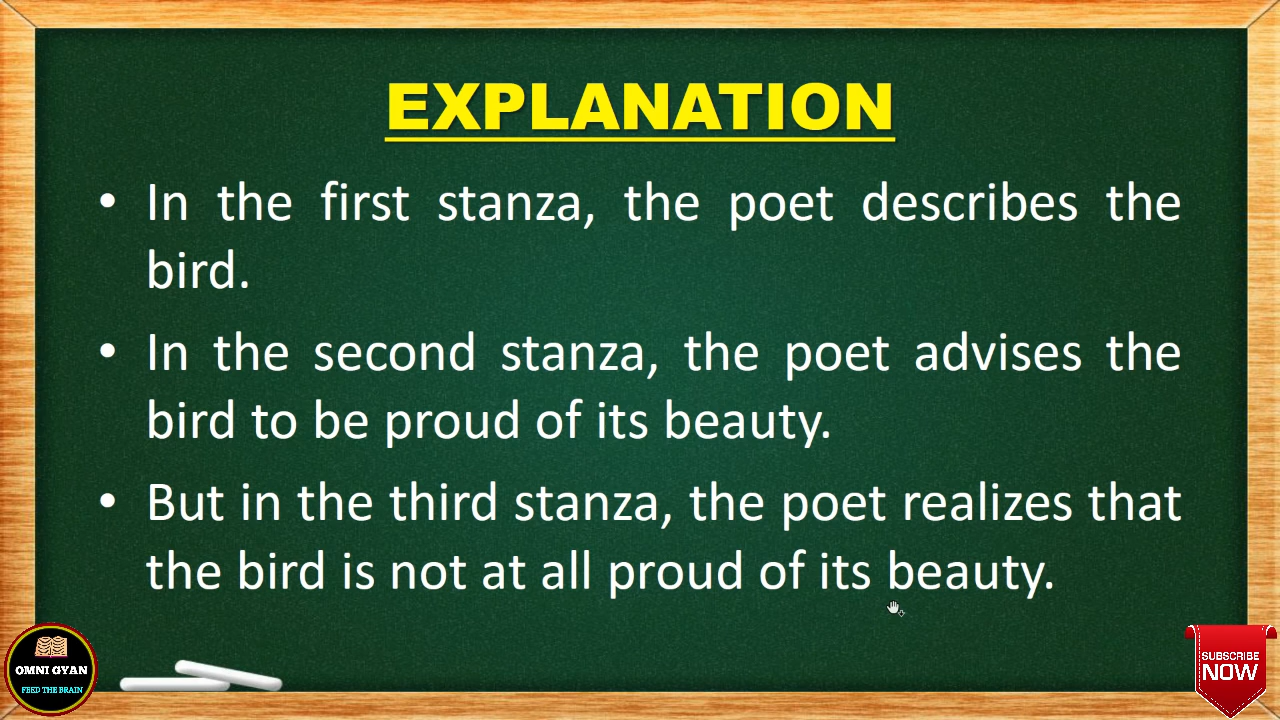 EXPLANATION
• In the first stanza, the poet describes the
bird.
• In the second stanza, the poet advises the
bird to be proud of its beauty.
• But in the third stanza, the poet realizes that
the bird is not at all proud of its beauty.
OMNI GYAN
FEED THE BRAIN
SUBSCRIBE
NOW